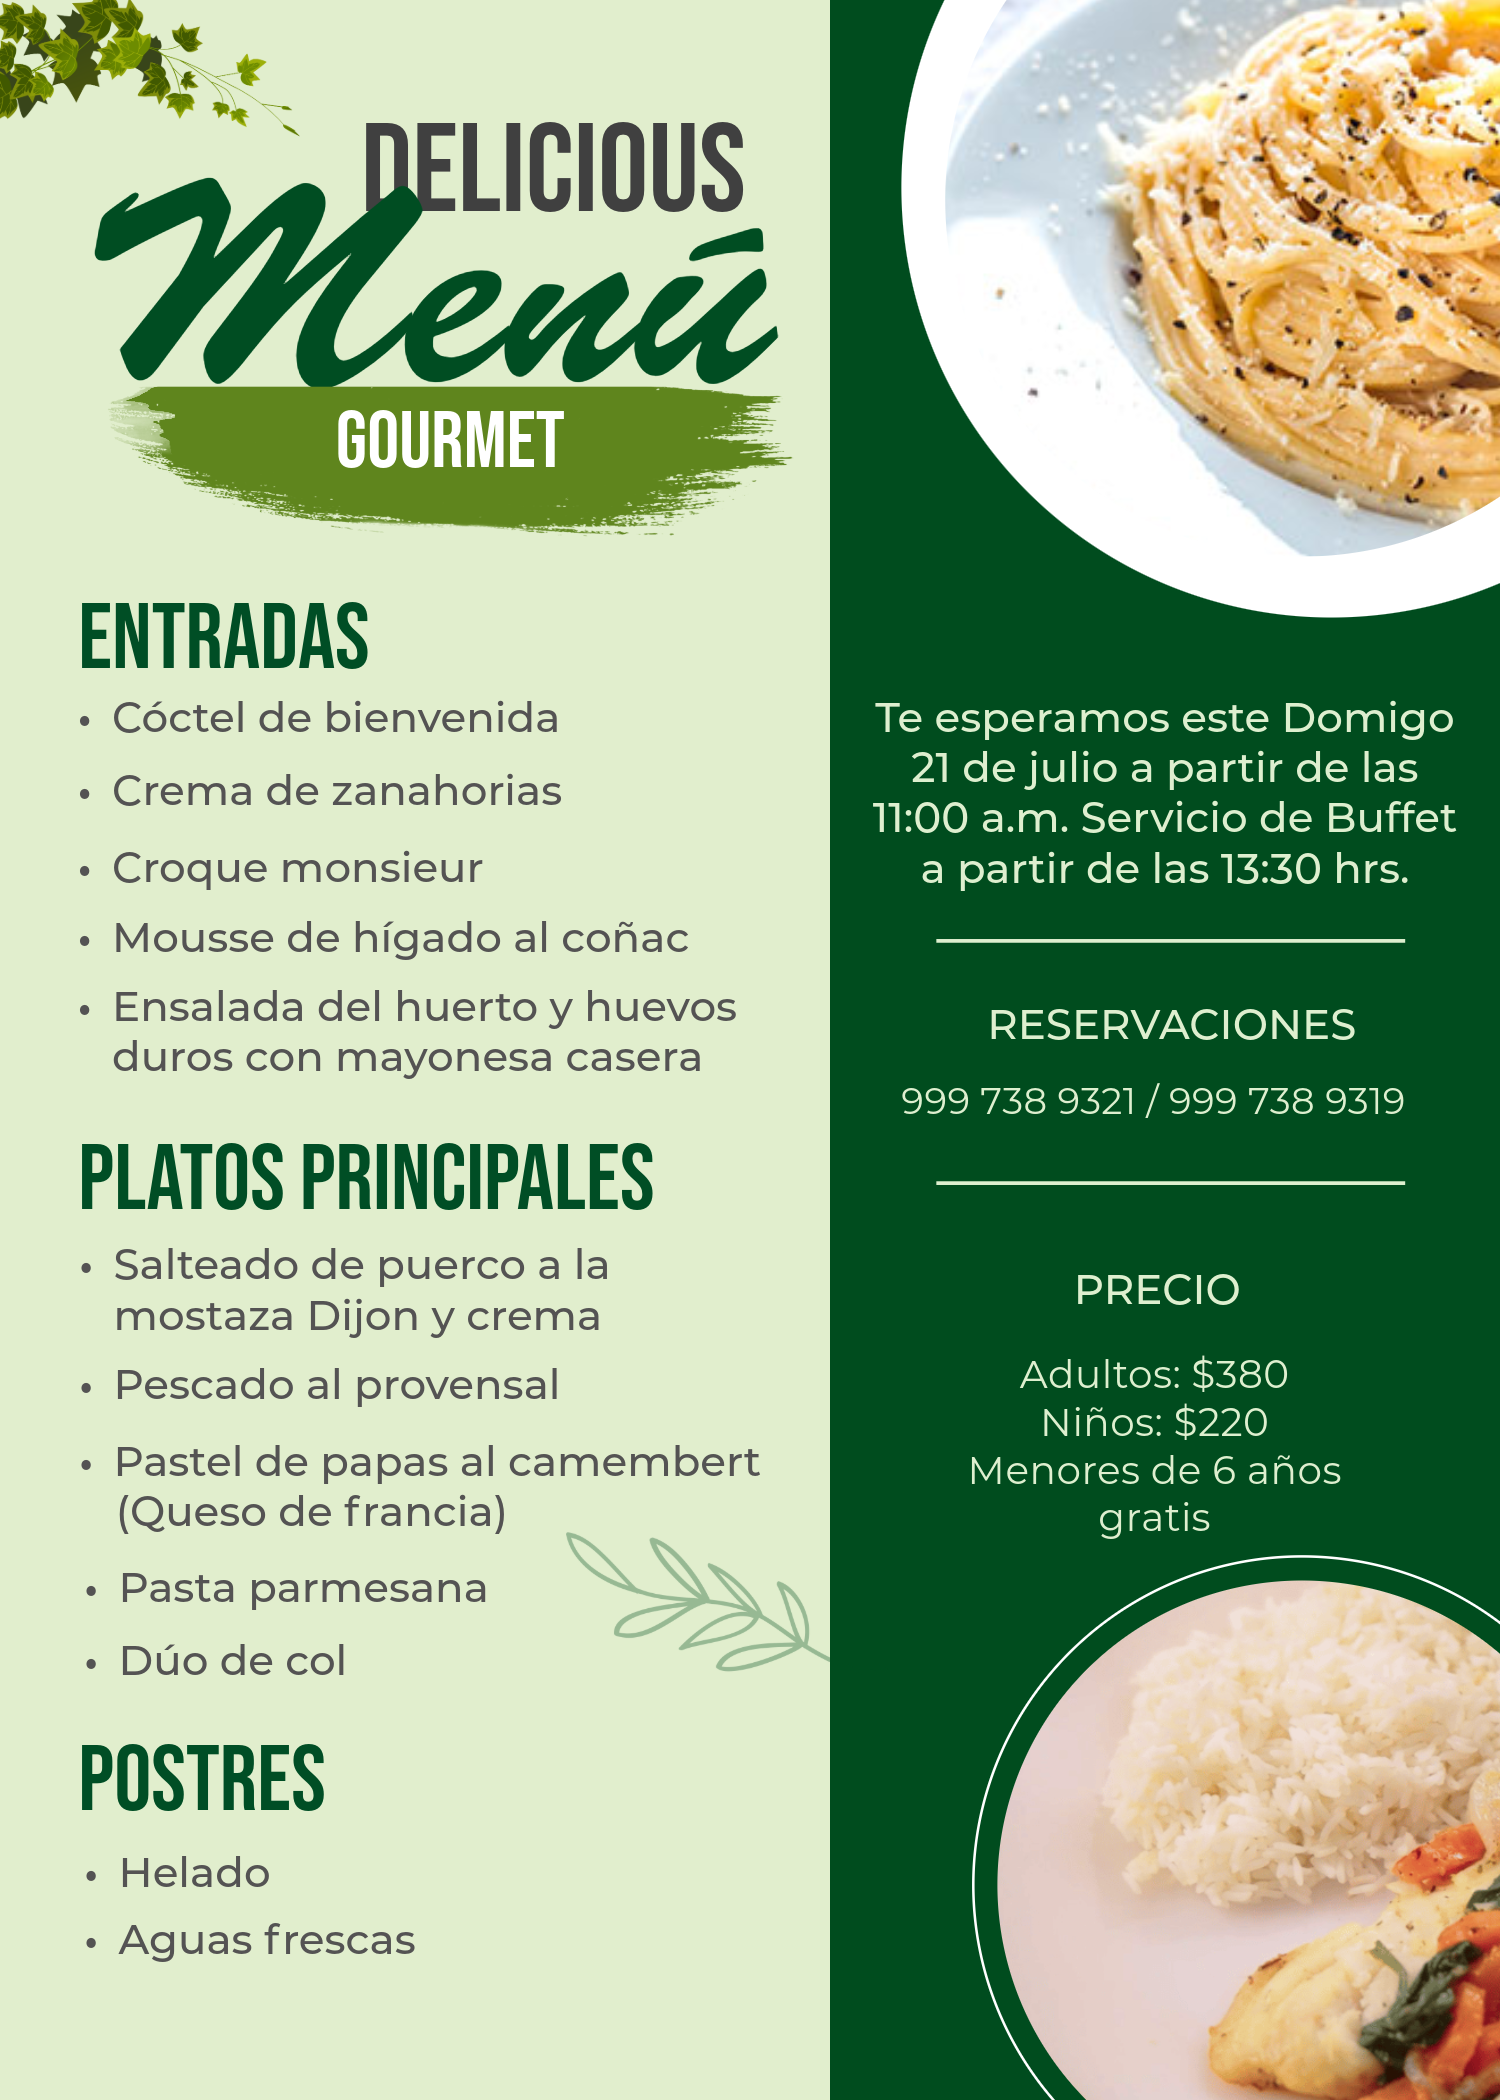 DELICIOUS
Menú
GOURMET
ENTRADAS
• Cóctel de bienvenida
• Crema de zanahorias
• Croque monsieur
• Mousse de hígado al coñac
• Ensalada del huerto y huevos
duros con mayonesa casera
PLATOS PRINCIPALES
• Salteado de puerco a la
mostaza Dijon y crema
• Pescado al provensal
• Pastel de papas al camembert
(Queso de francia)
• Pasta parmesana
• Dúo de col
POSTRES
• Helado
• Aguas frescas
Te esperamos este Domigo
21 de julio a partir de las
11:00 a.m. Servicio de Buffet
a partir de las 13:30 hrs.
RESERVACIONES
999 738 9321 / 999 738 9319
PRECIO
Adultos: $380
Niños: $220
Menores de 6 años
gratis